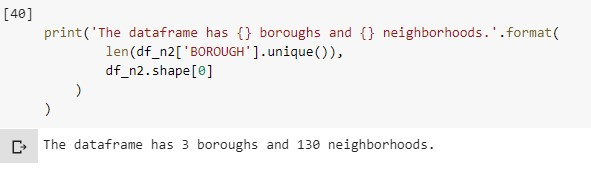 [40]
print('The dataframe has {} boroughs and {} neighborhoods.'.format(
        len(df_n2['BOROUGH'].unique()),
        df_n2.shape[0]
    )
)
The dataframe has 3 boroughs and 130 neighborhoods.